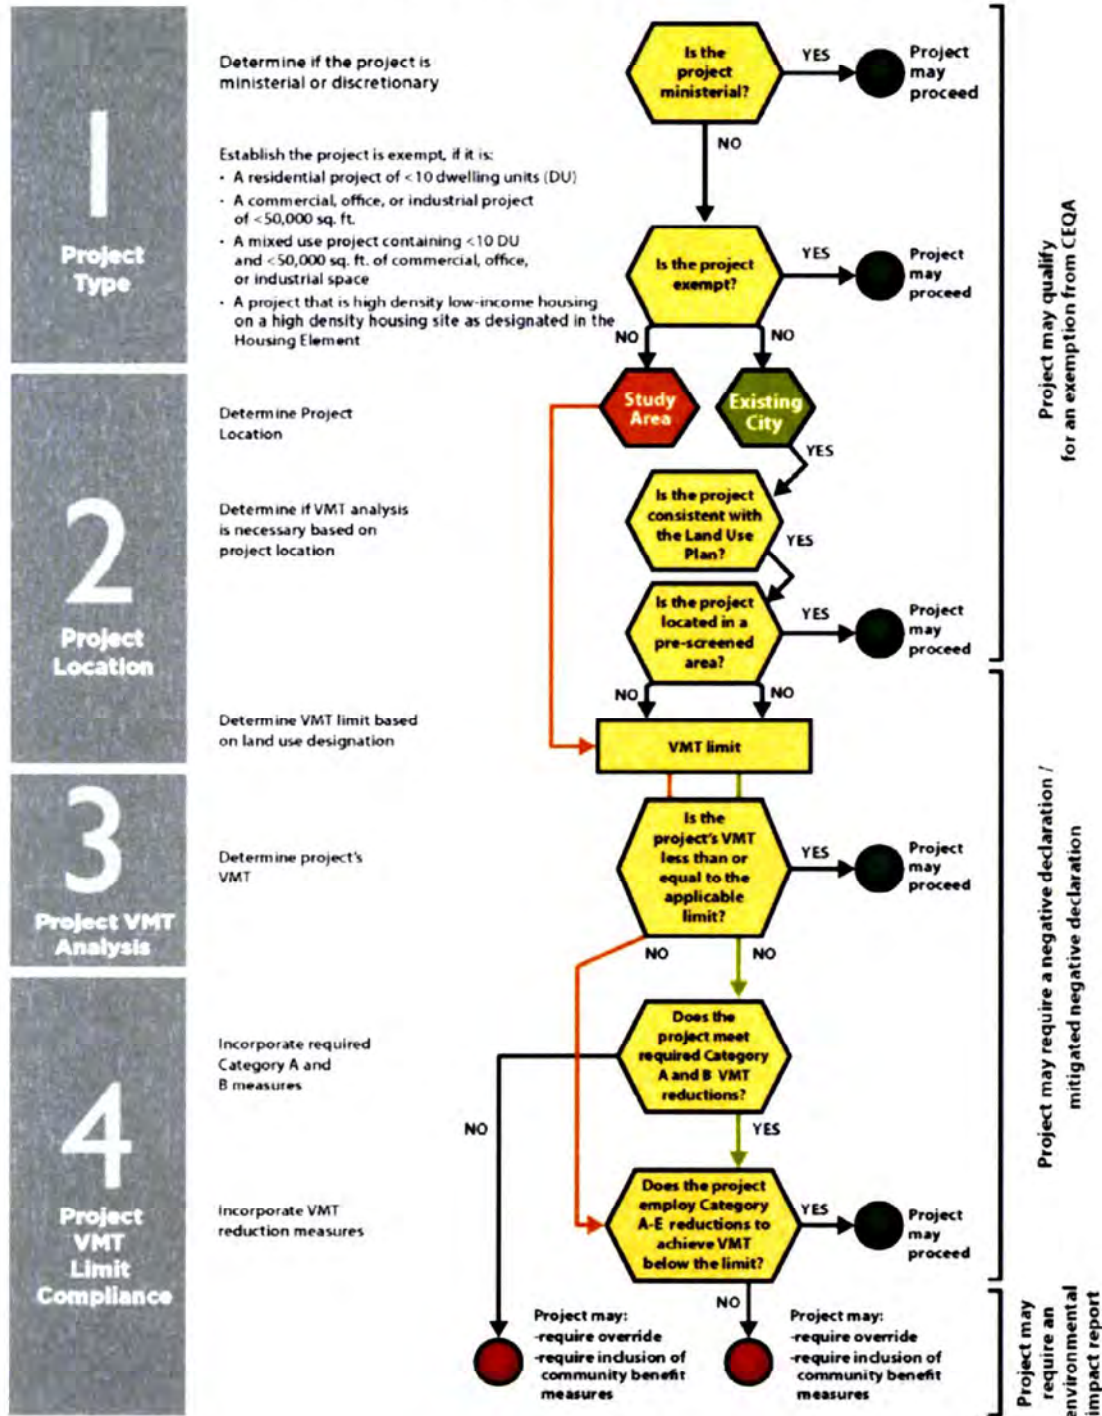 1
Project
Type
Determine if the project is
ministerial or discretionary
Establish the project is exempt, if it is:
• A residential project of <10 dwelling units (DU)
• A commercial, office, or industrial project
of <50,000 sq. ft.
• A mixed use project containing <10 DU
and <50,000 sq. ft. of commercial, office,
or industrial space
• A project that is high density low-income housing
on a high density housing site as designated in the
Housing Element
Is the
project
ministerial?
YES
Project
may
proceed
NO
Is the project
exempt?
YES
Project
may
proceed
NO
NO
2
Project
Location
Determine Project
Location
Study
Area
Existing
City
YES
Determine if VMT analysis
is necessary based on
project location
Is the project
consistent with
the Land Use
Plan?
YES
Is the project
located in a
pre-screened
area?
YES
Project
may
proceed
NO
NO
Determine VMT limit based
on land use designation
VMT limit
Project may qualify
for an exemption from CEQA
3
Project VMT
Analysis
Determine project's
VMT
Is the
project's VMT
less than or
equal to the
applicable
limit?
YES
Project
may
proceed
NO
NO
4
Project
VMT
Limit
Compliance
Incorporate required
Category A and
B measures
Does the
project meet
required Category
A and B VMT
reductions?
NO
YES
Incorporate VMT
reduction measures
Does the project
employ Category
A-E reductions to
achieve VMT
below the limit?
YES
Project
may
proceed
NO
Project may require a negative declaration /
mitigated negative declaration
Project may:
-require override
-require inclusion of
community benefit
measures
Project may:
-require override
-require inclusion of
community benefit
measures
Project may
require an
environmental
impact report